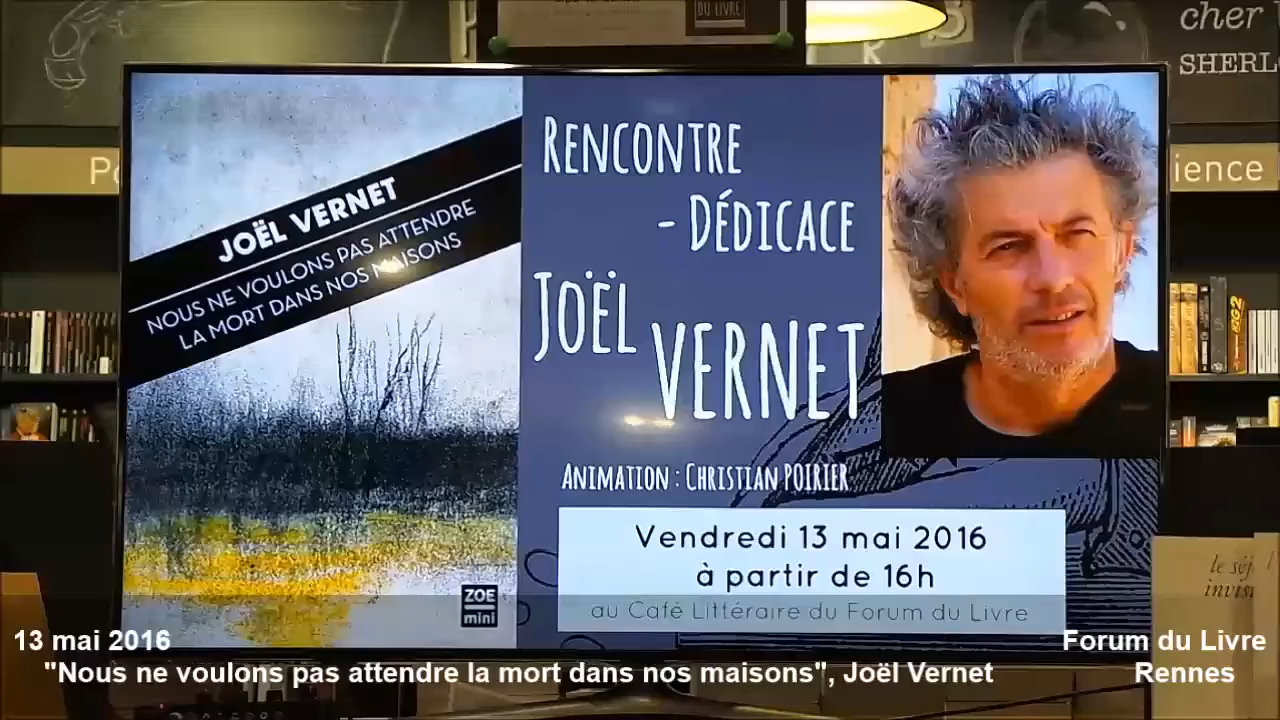 DU LIVRE
cher
SHERL
ience
JOËL VERNET
NOUS NE VOULONS PAS ATTENDRE
LA MORT DANS NOS MAISONS
ZOE
mini
RENCONTRE
- DÉDICACE
JOËL
VERNET
ANIMATION : CHRISTIAN POIRIER
Vendredi 13 mai 2016
à partir de 16h
au Café Littéraire du Forum du Livre
13 mai 2016
"Nous ne voulons pas attendre la mort dans nos maisons", Joël Vernet
Forum du Livre
Rennes